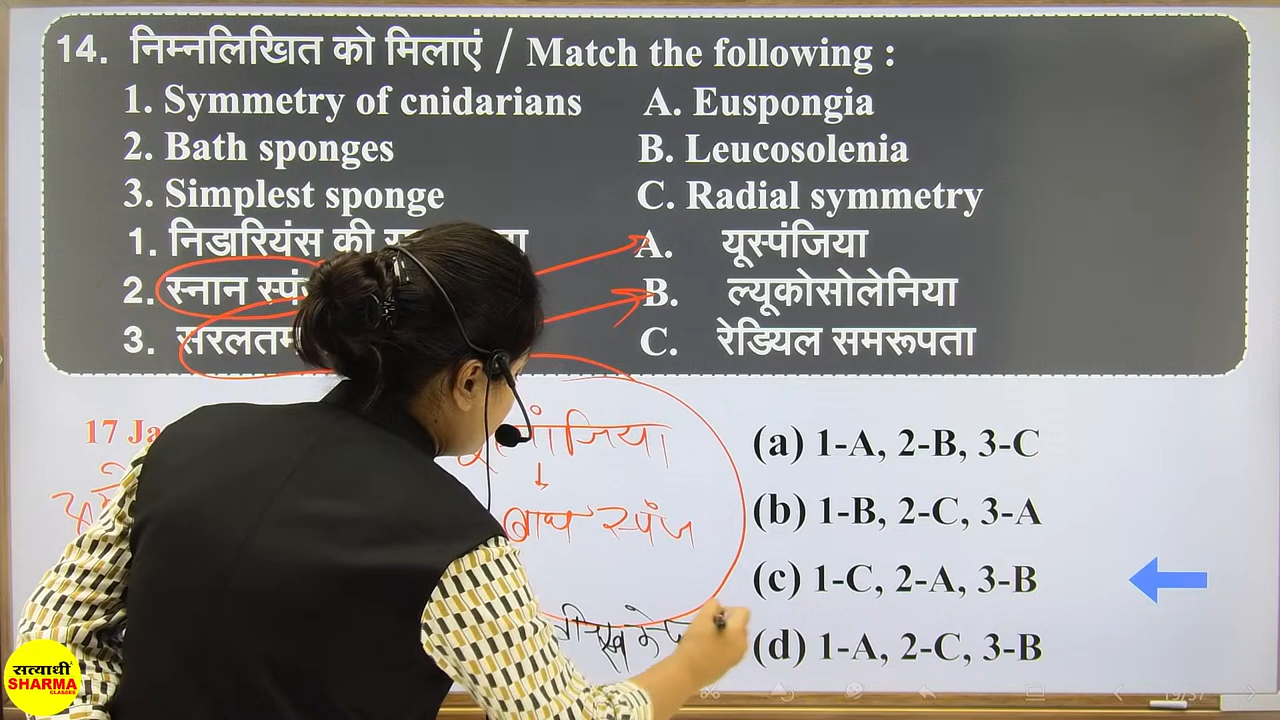 14. निम्नलिखित को मिलाएं / Match the following :
1. Symmetry of cnidarians A. Euspongia
2. Bath sponges B. Leucosolenia
3. Simplest sponge C. Radial symmetry
1. निडारियंस की A. यूस्पंजिया
2. स्नान B. ल्यूकोसोलेनिया
3. C. रेडियल समरूपता
17
बाथ स्पंज
(a) 1-A, 2-B, 3-C
(b) 1-B, 2-C, 3-A
(c) 1-C, 2-A, 3-B
(d) 1-A, 2-C, 3-B
सत्यार्थी
SHARMA
CLASSES